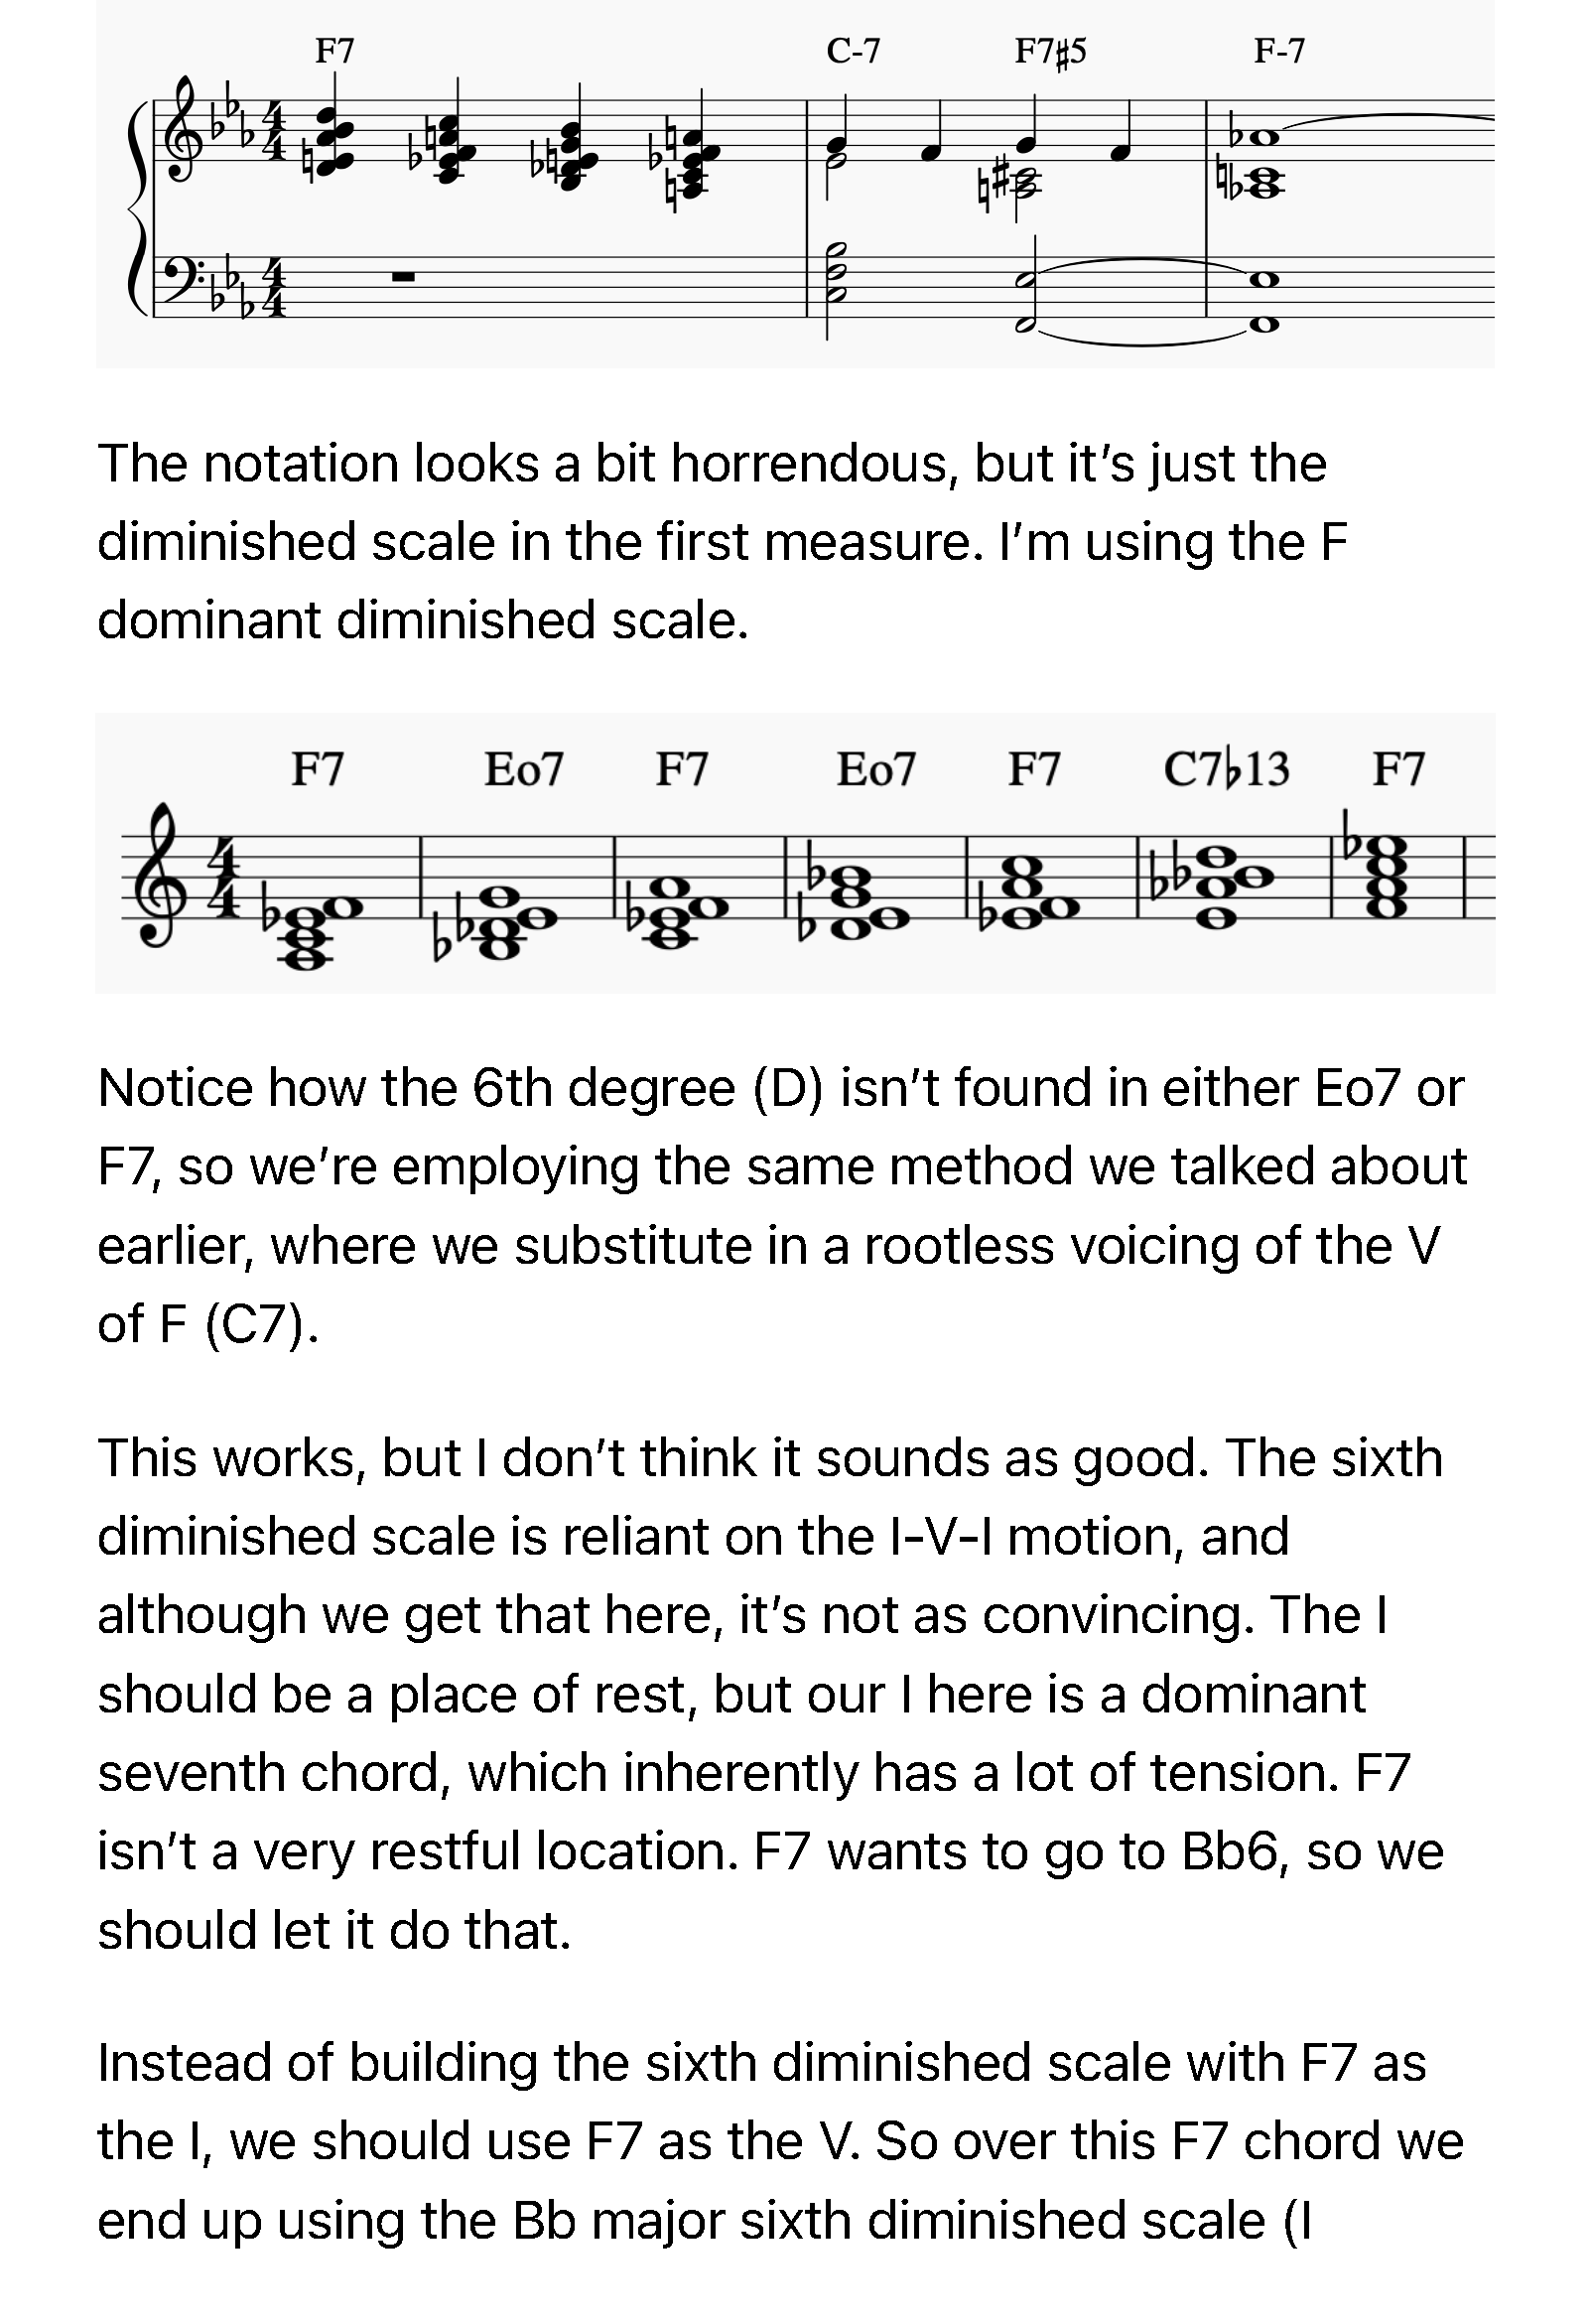 F7 C-7 F7♯5 F-7
4 4
4 4
The notation looks a bit horrendous, but it’s just the
diminished scale in the first measure. I’m using the F
dominant diminished scale.
F7 Eo7 F7 Eo7 F7 C7♭13 F7
4 4
Notice how the 6th degree (D) isn’t found in either Eo7 or
F7, so we’re employing the same method we talked about
earlier, where we substitute in a rootless voicing of the V
of F (C7).
This works, but I don’t think it sounds as good. The sixth
diminished scale is reliant on the I-V-I motion, and
although we get that here, it’s not as convincing. The I
should be a place of rest, but our I here is a dominant
seventh chord, which inherently has a lot of tension. F7
isn’t a very restful location. F7 wants to go to Bb6, so we
should let it do that.
Instead of building the sixth diminished scale with F7 as
the I, we should use F7 as the V. So over this F7 chord we
end up using the Bb major sixth diminished scale (I